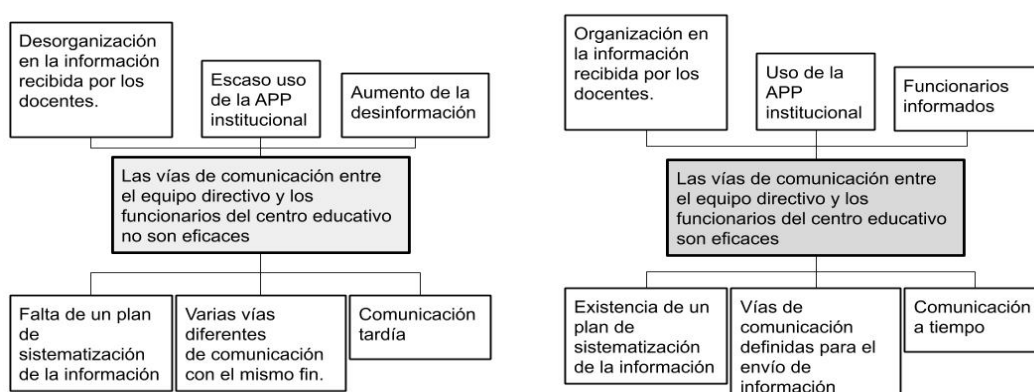 Desorganización
en la información
recibida por los
docentes.
Escaso uso
de la APP
institucional
Aumento de la
desinformación
Las vías de comunicación entre
el equipo directivo y los
funcionarios del centro educativo
no son eficaces
Falta de un plan
de
sistematización
de la información
Varias vías
diferentes
de comunicación
con el mismo fin.
Comunicación
tardía
Organización en
la información
recibida por los
docentes.
Uso de la
APP
institucional
Funcionarios
informados
Las vías de comunicación entre
el equipo directivo y los
funcionarios del centro educativo
son eficaces
Existencia de un
plan de
sistematización
de la información
Vías de
comunicación
definidas para el
envío de
información
Comunicación
a tiempo